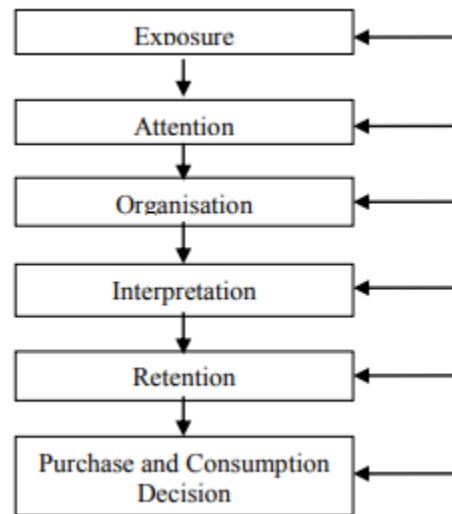 Exposure
Attention
Organisation
Interpretation
Retention
Purchase and Consumption
Decision